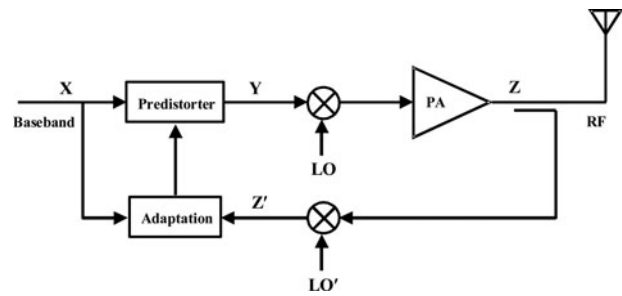 X
Baseband
Predistorter
Y
LO
PA
Z
RF
Adaptation
Z′
LO′